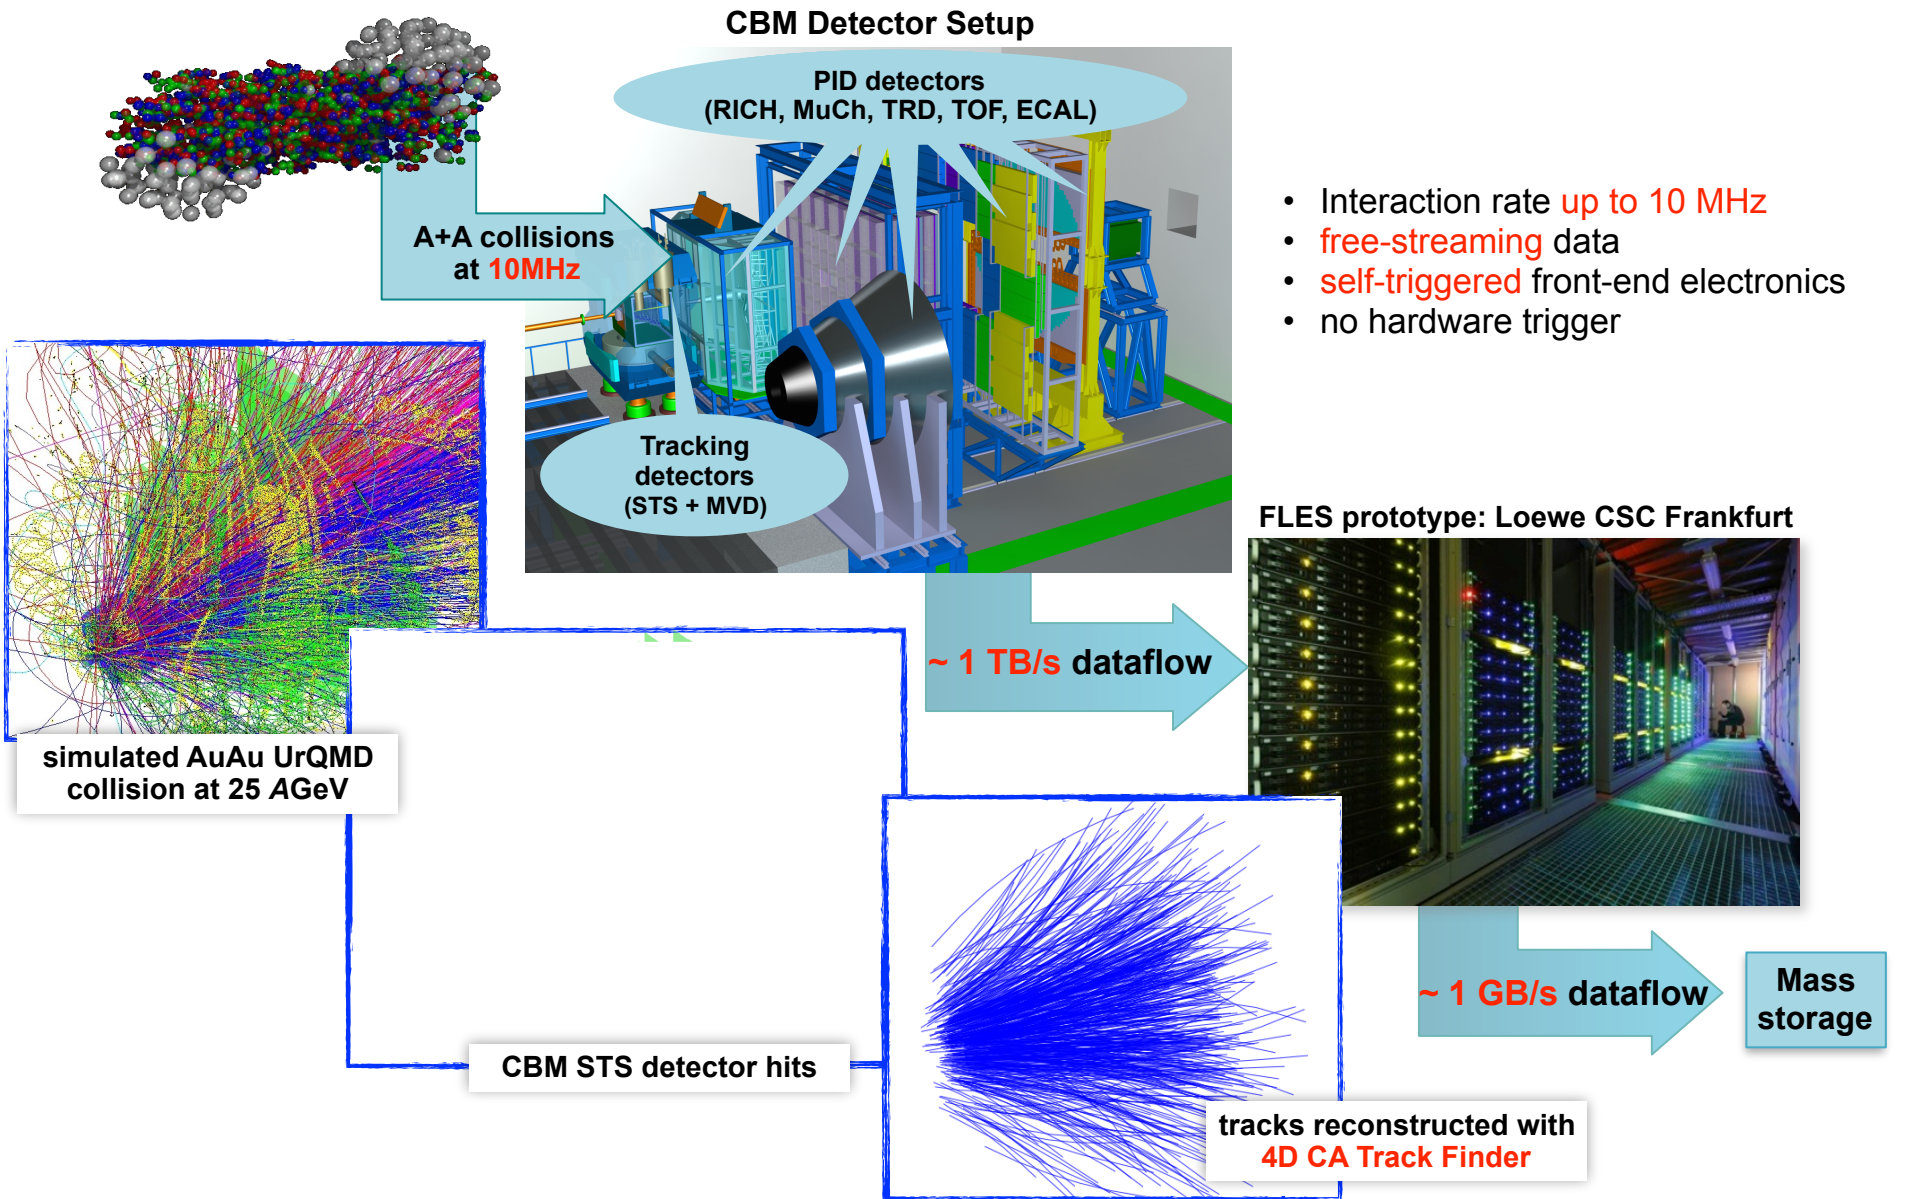 CBM Detector Setup
PID detectors
(RICH, MuCh, TRD, TOF, ECAL)
A+A collisions
at 10MHz
• Interaction rate up to 10 MHz
• free-streaming data
• self-triggered front-end electronics
• no hardware trigger
Tracking
detectors
(STS + MVD)
FLES prototype: Loewe CSC Frankfurt
~ 1 TB/s dataflow
simulated AuAu UrQMD
collision at 25 AGeV
~ 1 GB/s dataflow
Mass
storage
CBM STS detector hits
tracks reconstructed with
4D CA Track Finder